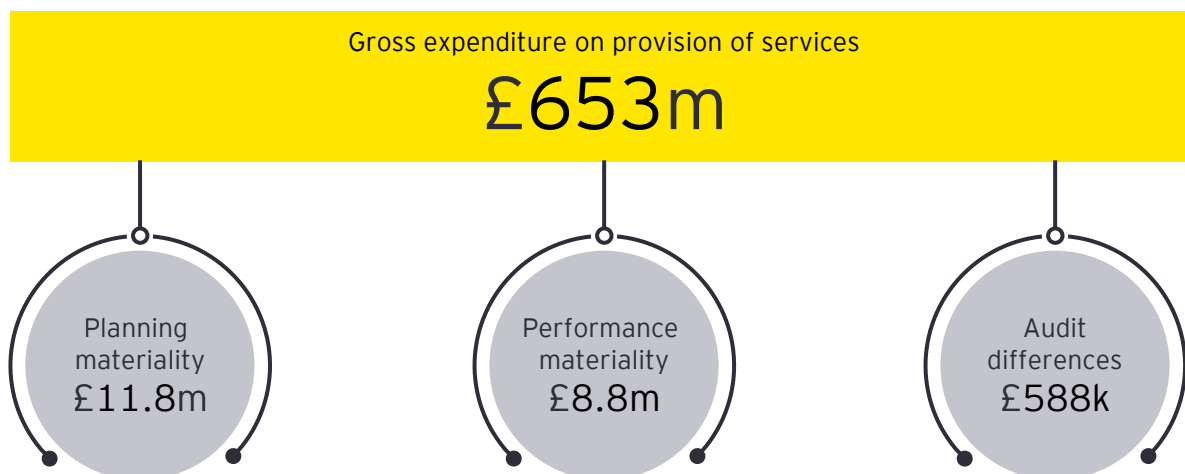 Gross expenditure on provision of services
£653m
Planning
materiality
£11.8m
Performance
materiality
£8.8m
Audit
differences
£588k